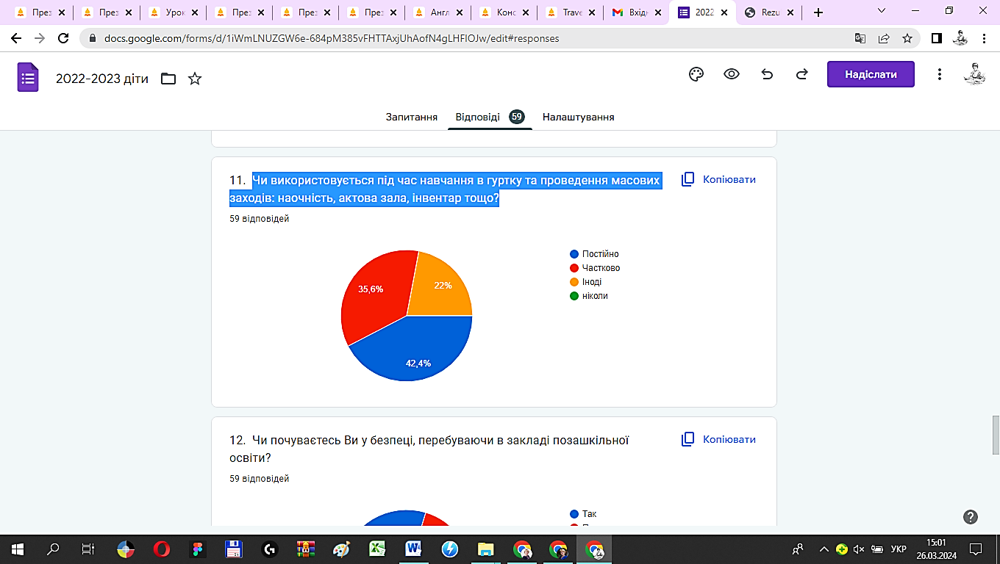 През
През
Урок
През
През
През
Англ
Конс
Trave
Вхідн
2022
Rezu
docs.google.com/forms/d/1iWmLNUZGW6e-684pM385vFHTTAxjUhAofN4gLHFIOJw/edit#responses
2022-2023 діти
Надіслати
Запитання
Відповіді 59
Налаштування
11. Чи використовується під час навчання в гуртку та проведення масових
заходів: наочність, актова зала, інвентар тощо?
Копіювати
59 відповідей
Постійно
Частково
Іноді
ніколи
35,6%
22%
42,4%
12. Чи почуваєтесь Ви у безпеці, перебуваючи в закладі позашкільної
освіти?
Копіювати
59 відповідей
Так
УКР
15:01
26.03.2024